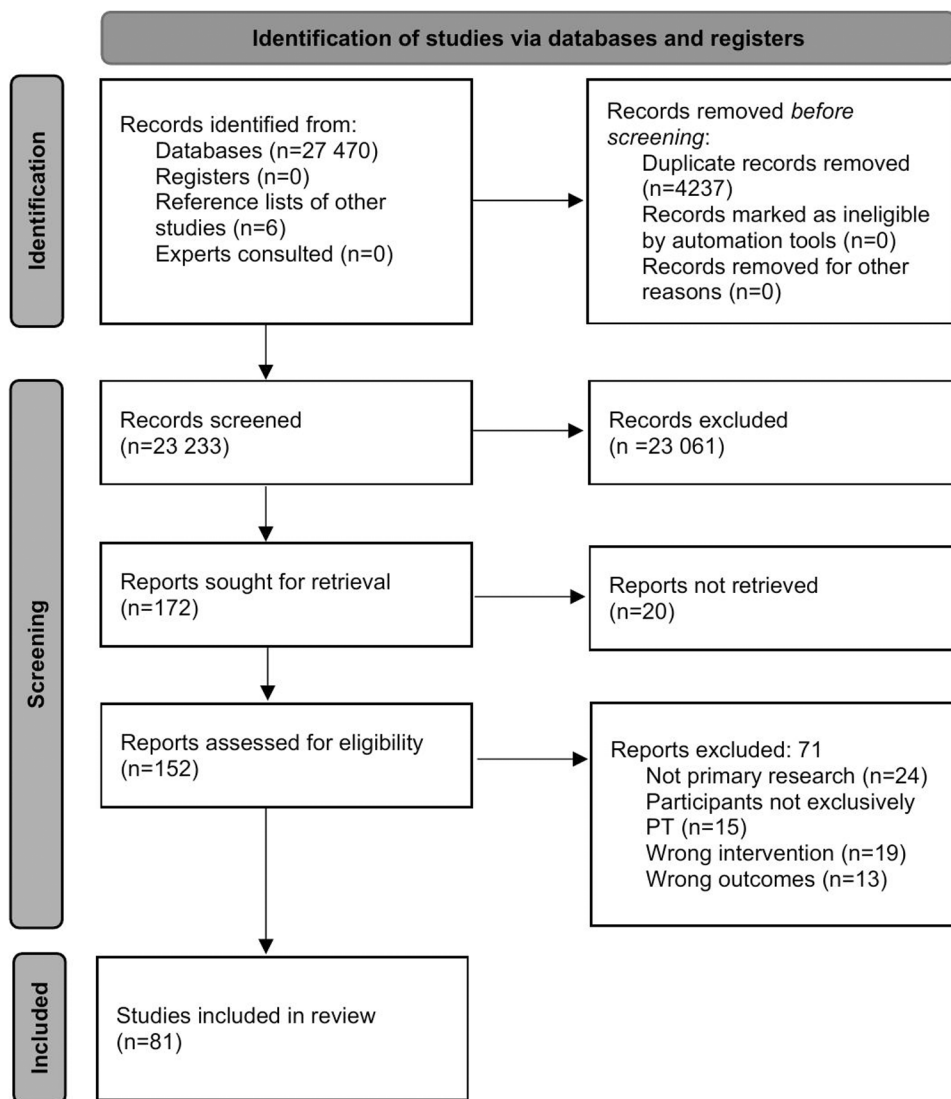 Identification of studies via databases and registers
Identification
Records identified from:
Databases (n=27 470)
Registers (n=0)
Reference lists of other
studies (n=6)
Experts consulted (n=0)
Records removed before
screening:
Duplicate records removed
(n=4237)
Records marked as ineligible
by automation tools (n=0)
Records removed for other
reasons (n=0)
Screening
Records screened
(n=23 233)
Records excluded
(n =23 061)
Reports sought for retrieval
(n=172)
Reports not retrieved
(n=20)
Reports assessed for eligibility
(n=152)
Reports excluded: 71
Not primary research (n=24)
Participants not exclusively
PT (n=15)
Wrong intervention (n=19)
Wrong outcomes (n=13)
Included
Studies included in review
(n=81)